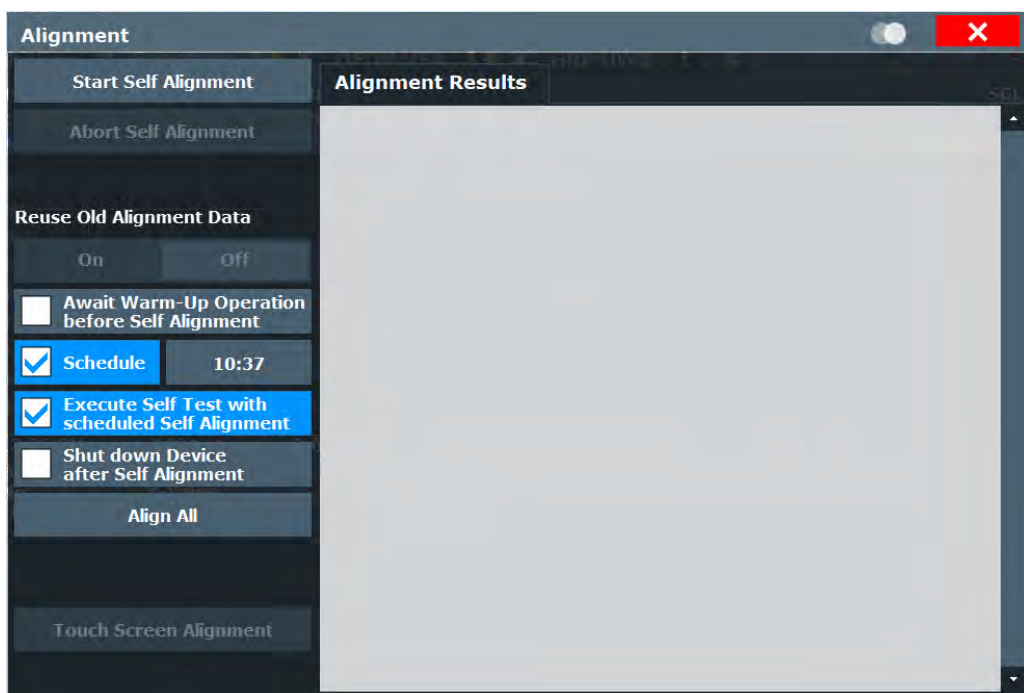 Alignment
Start Self Alignment
Alignment Results
SGL
Abort Self Alignment
Reuse Old Alignment Data
On
Off
Await Warm-Up Operation
before Self Alignment
Schedule
10:37
Execute Self Test with
scheduled Self Alignment
Shut down Device
after Self Alignment
Align All
Touch Screen Alignment